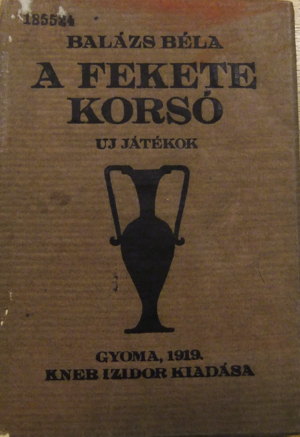 185524
BALÁZS BÉLA
A FEKETE
KORSÓ
UJ JÁTÉKOK
GYOMA, 1919.
KNER IZIDOR KIADÁSA